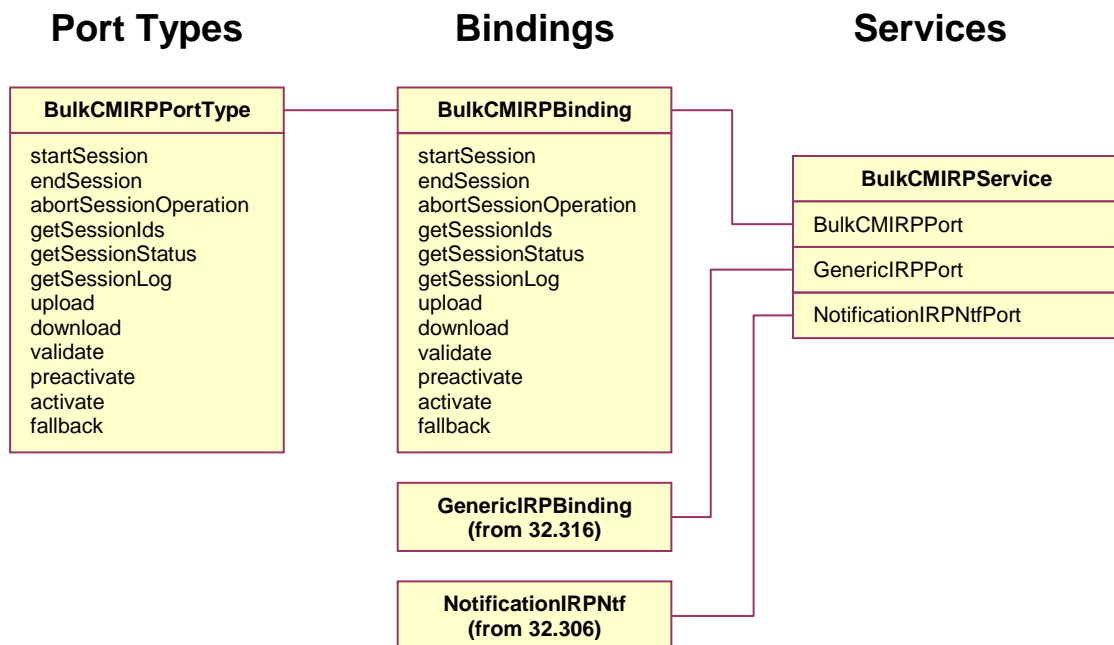 Port Types
Bindings
Services
BulkCMIRPPortType
startSession
endSession
abortSessionOperation
getSessionIds
getSessionStatus
getSessionLog
upload
download
validate
preactivate
activate
fallback
BulkCMIRPBinding
startSession
endSession
abortSessionOperation
getSessionIds
getSessionStatus
getSessionLog
upload
download
validate
preactivate
activate
fallback
GenericIRPBinding
(from 32.316)
NotificationIRPNtf
(from 32.306)
BulkCMIRPService
BulkCMIRPPort
GenericIRPPort
NotificationIRPNtfPort